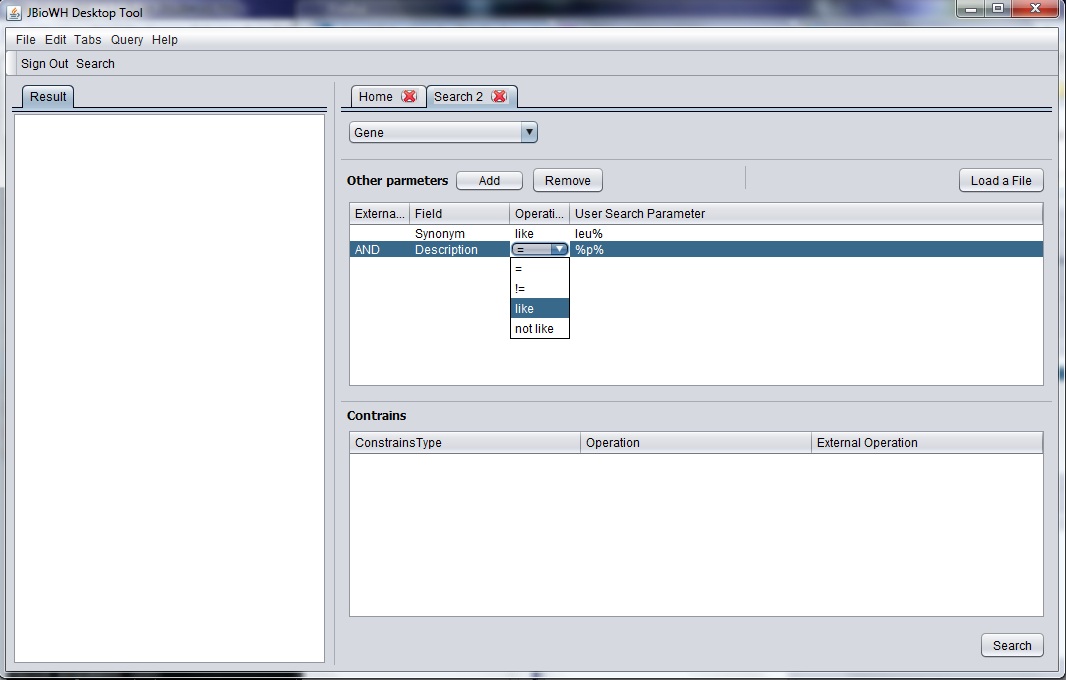 JBioWH Desktop Tool
File Edit Tabs Query Help
Sign Out Search
Result
Home Search 2
Gene
Other parmeters Add Remove Load a File
Externa... Field Operati... User Search Parameter
Synonym like leu%
AND Description = %p%
=
!=
like
not like
Contrains
ConstrainsType Operation External Operation
Search